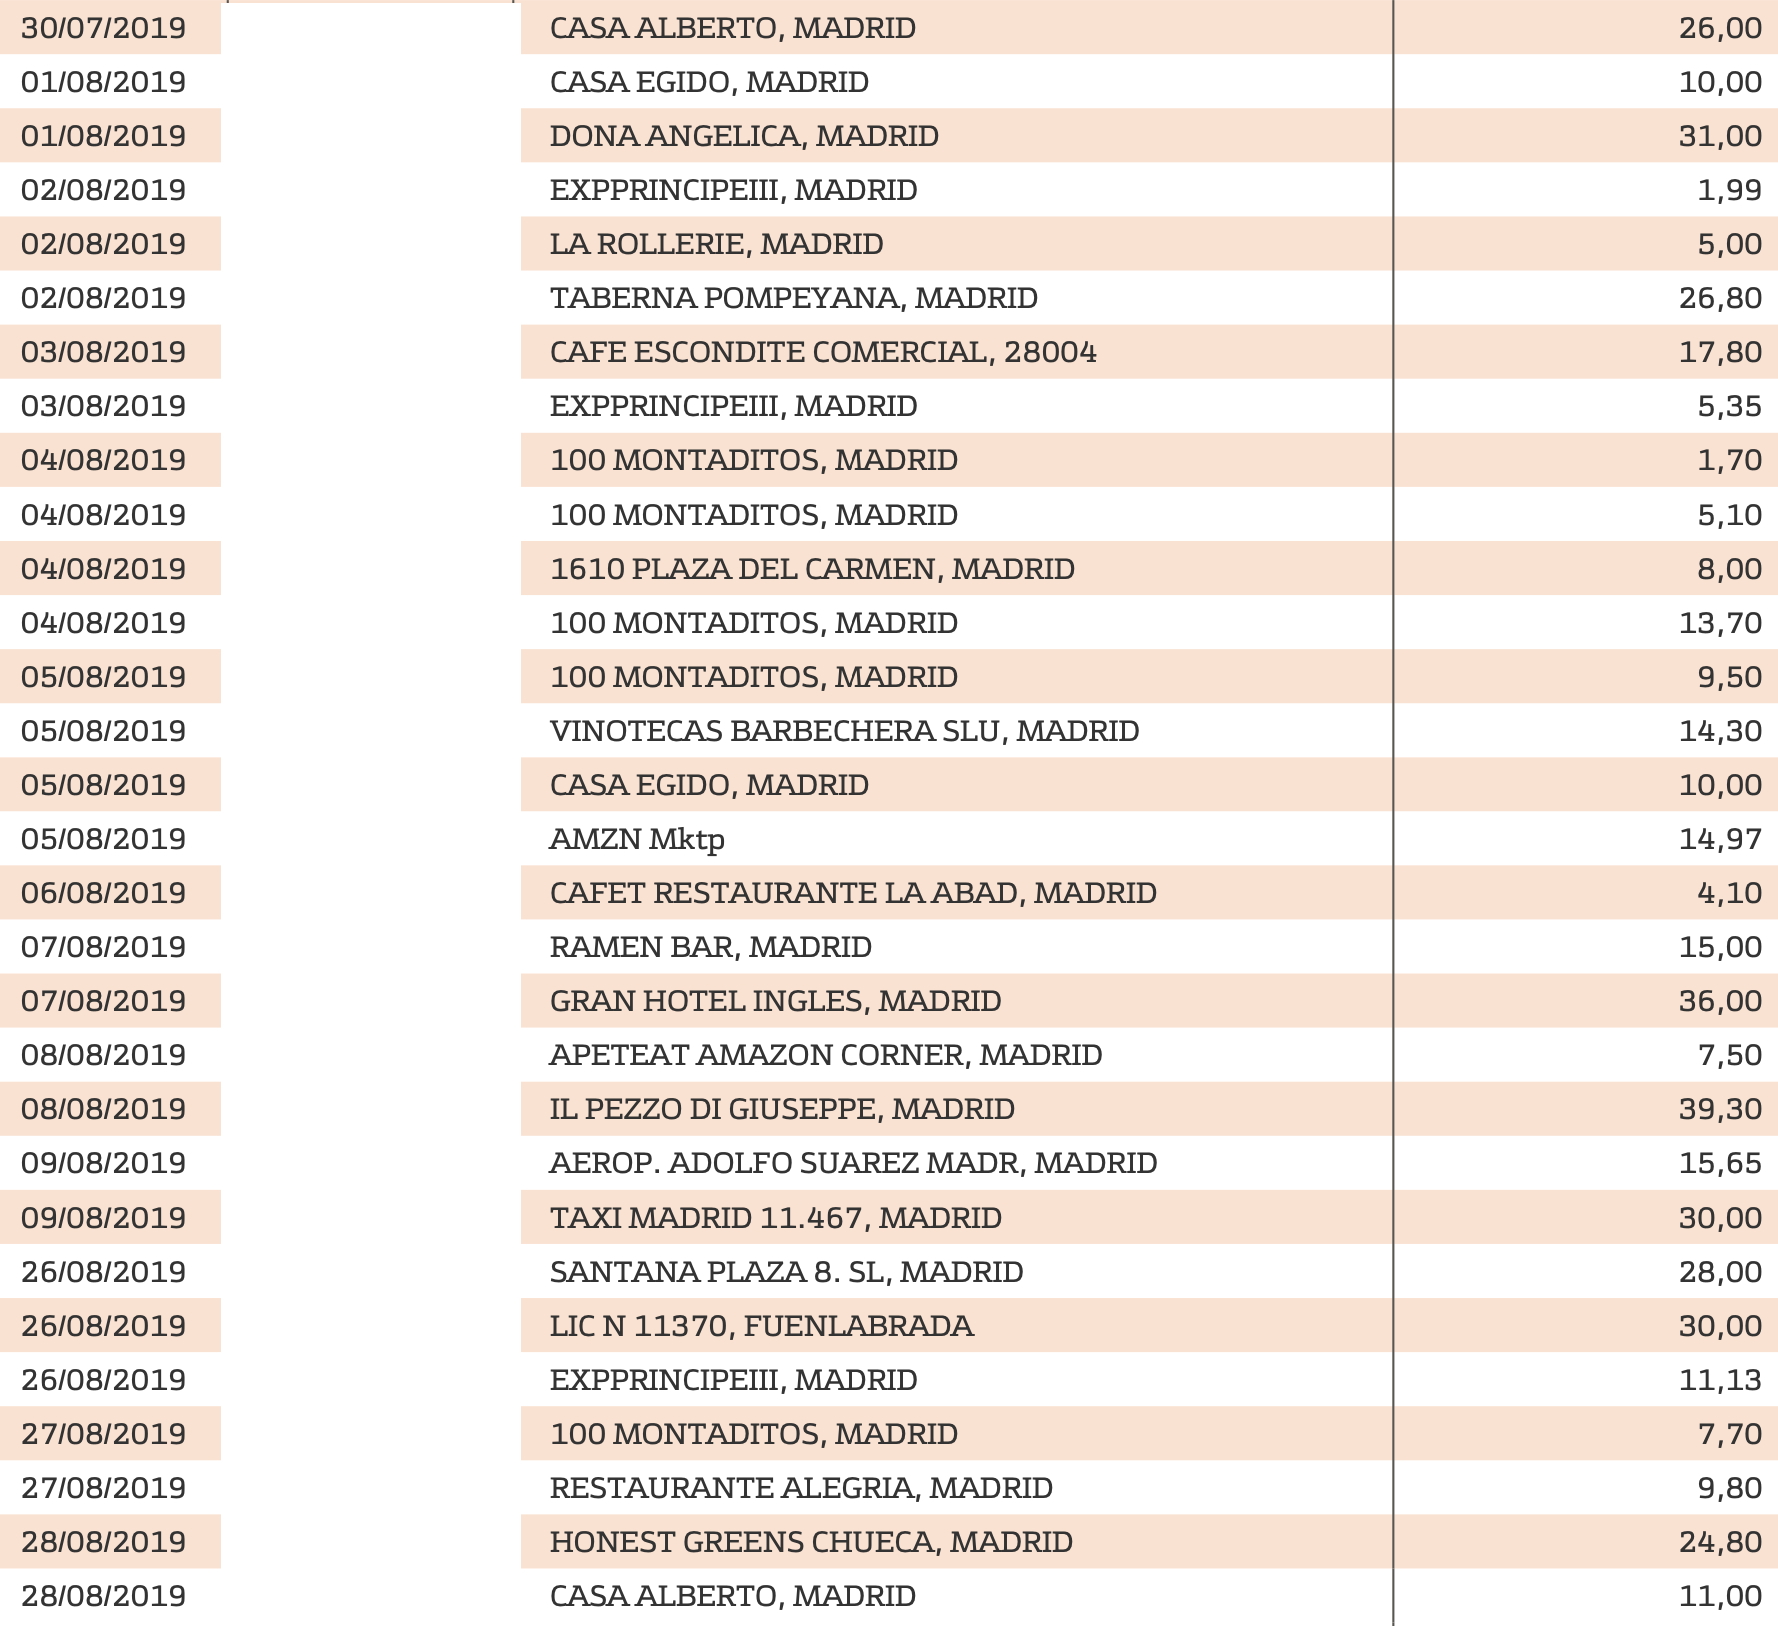 30/07/2019 CASA ALBERTO, MADRID 26,00
01/08/2019 CASA EGIDO, MADRID 10,00
01/08/2019 DONA ANGELICA, MADRID 31,00
02/08/2019 EXPPRINCIPEIII, MADRID 1,99
02/08/2019 LA ROLLERIE, MADRID 5,00
02/08/2019 TABERNA POMPEYANA, MADRID 26,80
03/08/2019 CAFE ESCONDITE COMERCIAL, 28004 17,80
03/08/2019 EXPPRINCIPEIII, MADRID 5,35
04/08/2019 100 MONTADITOS, MADRID 1,70
04/08/2019 100 MONTADITOS, MADRID 5,10
04/08/2019 1610 PLAZA DEL CARMEN, MADRID 8,00
04/08/2019 100 MONTADITOS, MADRID 13,70
05/08/2019 100 MONTADITOS, MADRID 9,50
05/08/2019 VINOTECAS BARBECHERA SLU, MADRID 14,30
05/08/2019 CASA EGIDO, MADRID 10,00
05/08/2019 AMZN Mktp 14,97
06/08/2019 CAFET RESTAURANTE LA ABAD, MADRID 4,10
07/08/2019 RAMEN BAR, MADRID 15,00
07/08/2019 GRAN HOTEL INGLES, MADRID 36,00
08/08/2019 APETEAT AMAZON CORNER, MADRID 7,50
08/08/2019 IL PEZZO DI GIUSEPPE, MADRID 39,30
09/08/2019 AEROP. ADOLFO SUAREZ MADR, MADRID 15,65
09/08/2019 TAXI MADRID 11.467, MADRID 30,00
26/08/2019 SANTANA PLAZA 8. SL, MADRID 28,00
26/08/2019 LIC N 11370, FUENLABRADA 30,00
26/08/2019 EXPPRINCIPEIII, MADRID 11,13
27/08/2019 100 MONTADITOS, MADRID 7,70
27/08/2019 RESTAURANTE ALEGRIA, MADRID 9,80
28/08/2019 HONEST GREENS CHUECA, MADRID 24,80
28/08/2019 CASA ALBERTO, MADRID 11,00